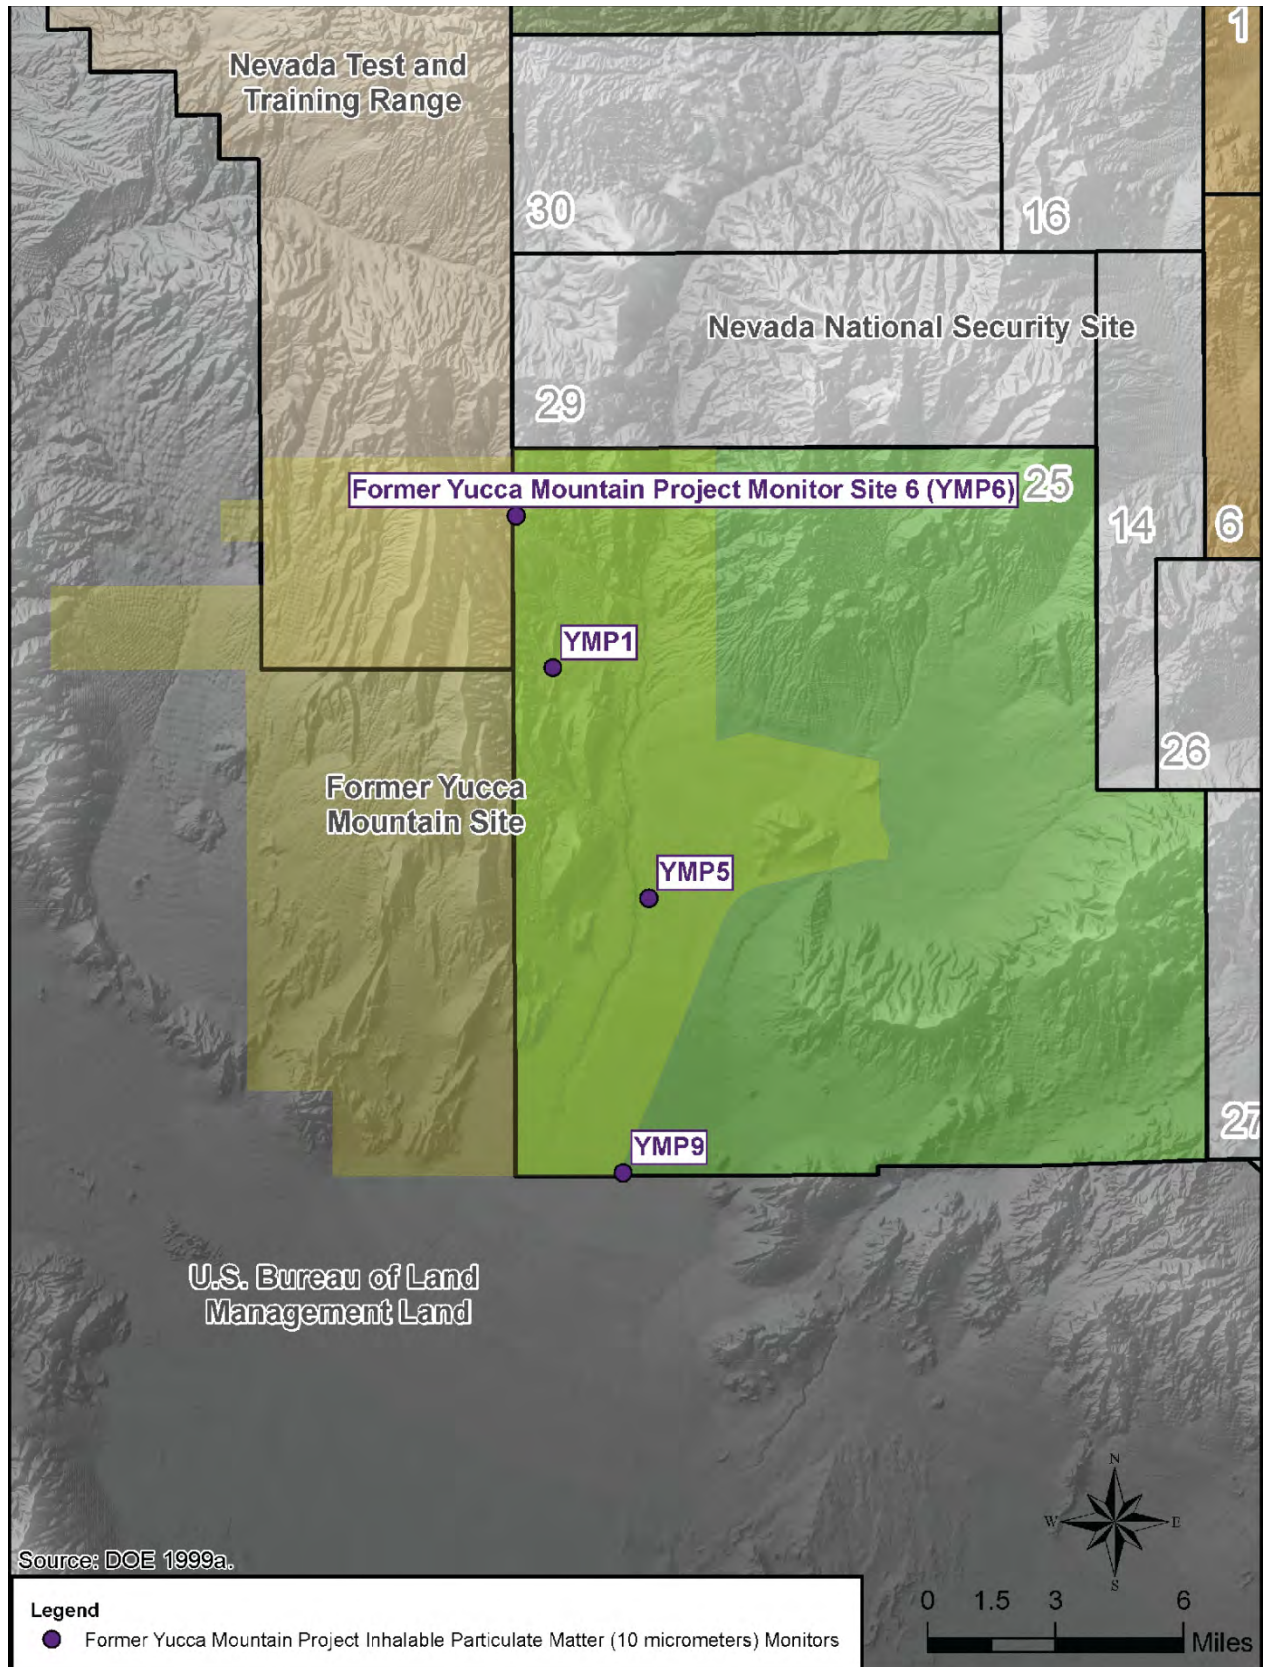 1
Nevada Test and
Training Range
30
16
Nevada National Security Site
29
Former Yucca Mountain Project Monitor Site 6 (YMP6)
25
14
6
YMP1
26
Former Yucca
Mountain Site
YMP5
27
YMP9
U.S. Bureau of Land
Management Land
N
W
E
S
Source: DOE 1999a.
0 1.5 3 6
Miles
Legend
Former Yucca Mountain Project Inhalable Particulate Matter (10 micrometers) Monitors